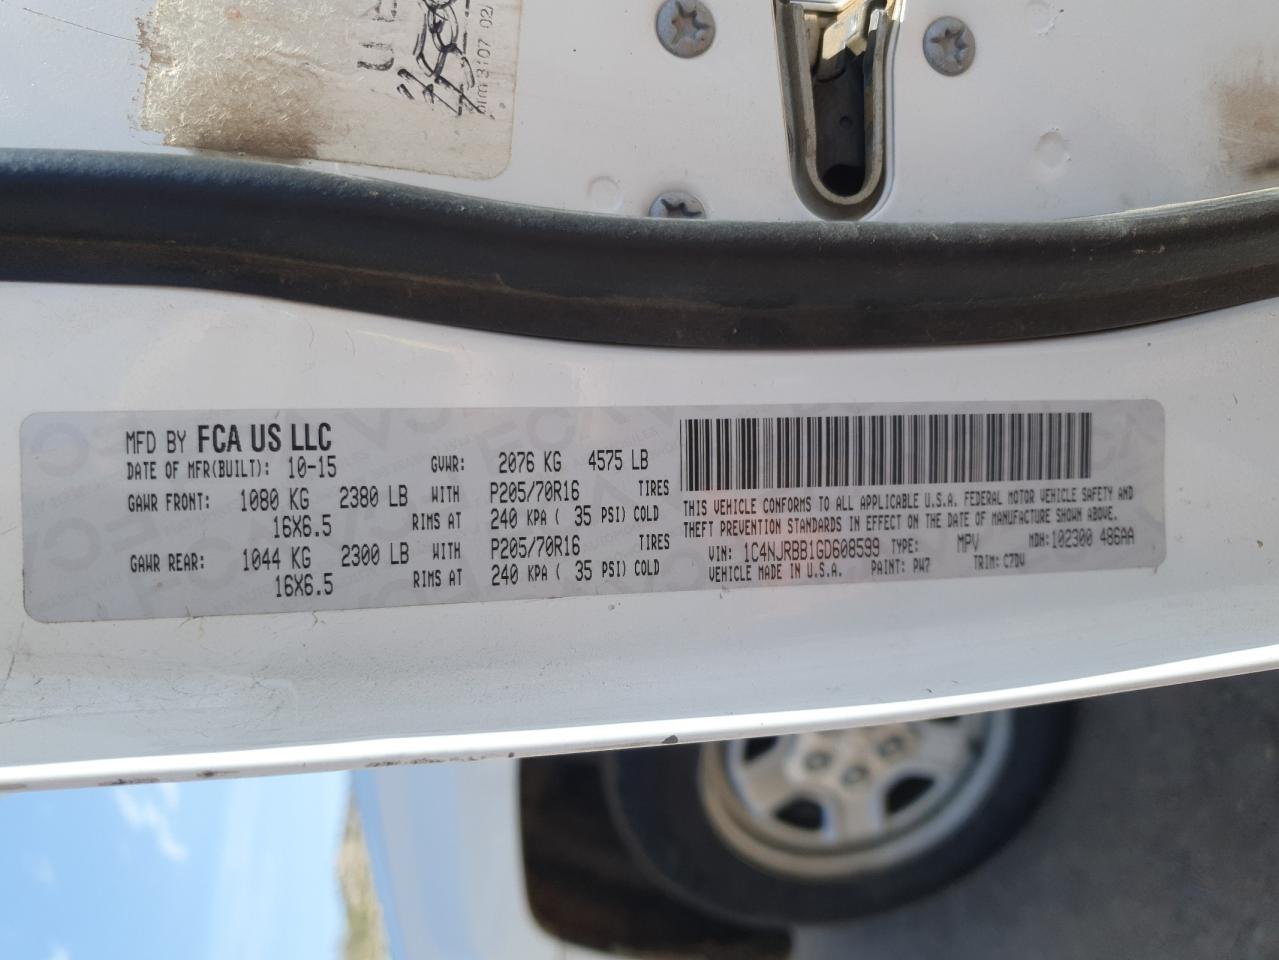 3107 02
MFD BY FCA US LLC
DATE OF MFR(BUILT): 10-15 GVWR: 2076 KG 4575 LB
GAWR FRONT: 1080 KG 2380 LB WITH P205/70R16 TIRES
16X6.5 RIMS AT 240 KPA ( 35 PSI) COLD
GAWR REAR: 1044 KG 2300 LB WITH P205/70R16 TIRES
16X6.5 RIMS AT 240 KPA ( 35 PSI) COLD
THIS VEHICLE CONFORMS TO ALL APPLICABLE U.S.A. FEDERAL MOTOR VEHICLE SAFETY AND
THEFT PREVENTION STANDARDS IN EFFECT ON THE DATE OF MANUFACTURE SHOWN ABOVE.
VIN: 1C4NJRBB1GD608599 TYPE: MPV MDH: 102300 486AA
VEHICLE MADE IN U.S.A. PAINT: PW7 TRIM: C7DW